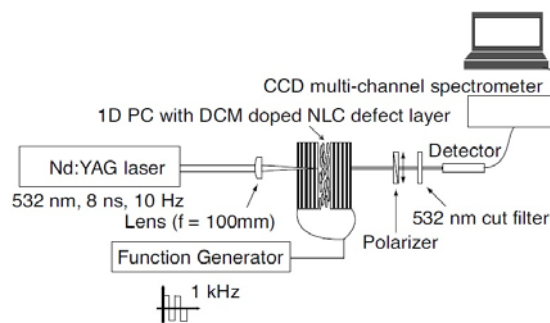 CCD multi-channel spectrometer
1D PC with DCM doped NLC defect layer
Nd:YAG laser
Detector
532 nm, 8 ns, 10 Hz
Lens (f = 100mm)
532 nm cut filter
Polarizer
Function Generator
1 kHz